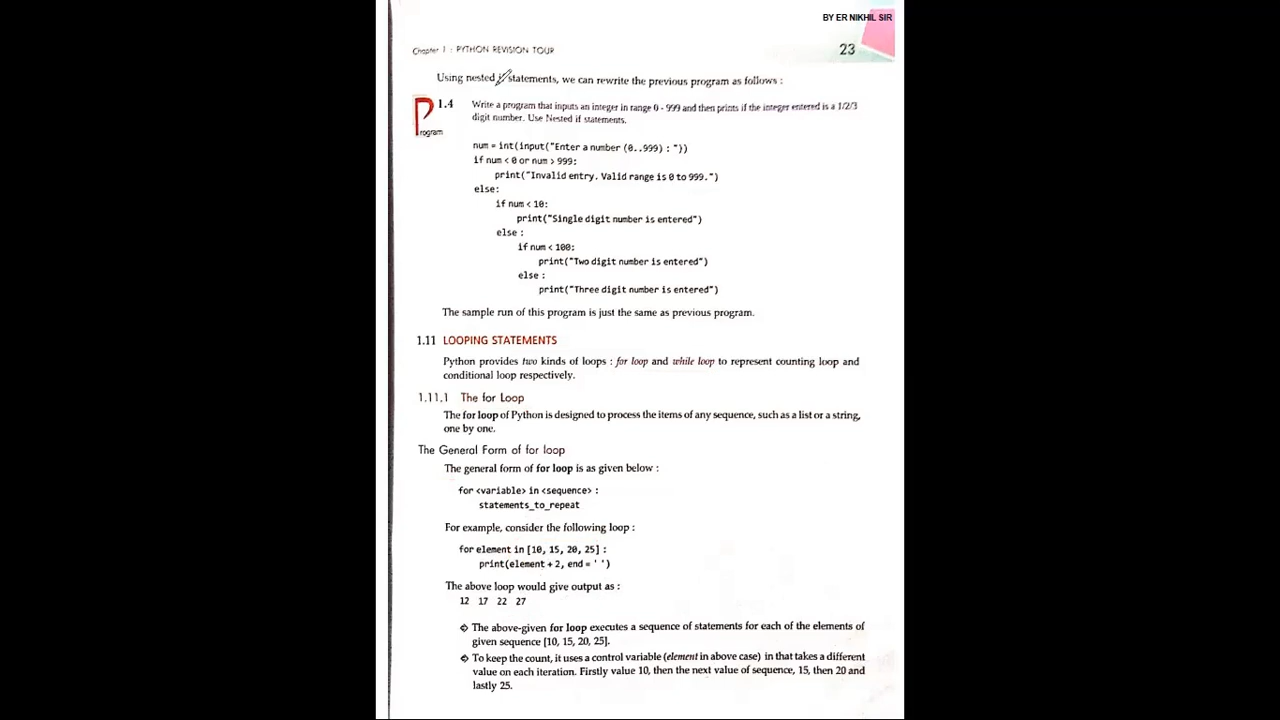 BY ER NIKHIL SIR
Chapter 1 : PYTHON REVISION TOUR
23
Using nested if statements, we can rewrite the previous program as follows :
Program 1.4 Write a program that inputs an integer in range 0 - 999 and then prints if the integer entered is a 1/2/3
digit number. Use Nested if statements.
num = int(input("Enter a number (0..999) : "))
if num < 0 or num > 999:
print("Invalid entry. Valid range is 0 to 999.")
else:
if num < 10:
print("Single digit number is entered")
else :
if num < 100:
print("Two digit number is entered")
else :
print("Three digit number is entered")
The sample run of this program is just the same as previous program.
1.11 LOOPING STATEMENTS
Python provides two kinds of loops : for loop and while loop to represent counting loop and
conditional loop respectively.
1.11.1 The for Loop
The for loop of Python is designed to process the items of any sequence, such as a list or a string,
one by one.
The General Form of for loop
The general form of for loop is as given below :
for <variable> in <sequence> :
statements_to_repeat
For example, consider the following loop :
for element in [10, 15, 20, 25] :
print(element + 2, end = ' ')
The above loop would give output as :
12 17 22 27
The above-given for loop executes a sequence of statements for each of the elements of
given sequence [10, 15, 20, 25].
To keep the count, it uses a control variable (element in above case) in that takes a different
value on each iteration. Firstly value 10, then the next value of sequence, 15, then 20 and
lastly 25.